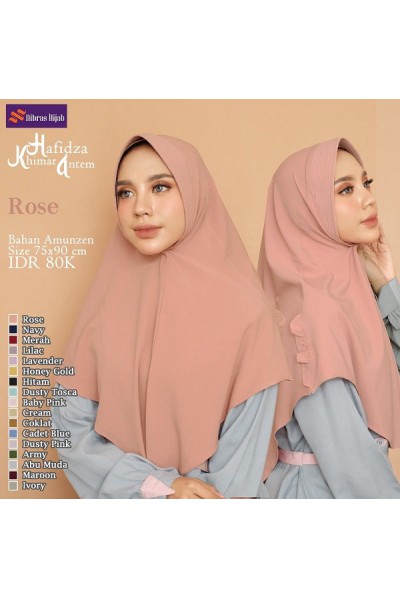 Nibras Hijab
Hafidza
Khimar Antem
Rose
Bahan Amunzen
Size 75x90 cm
IDR 80K
Rose
Navy
Merah
Lilac
Lavender
Honey Gold
Hitam
Dusty Tosca
Baby Pink
Cream
Coklat
Cadet Blue
Dusty Pink
Army
Abu Muda
Maroon
Ivory